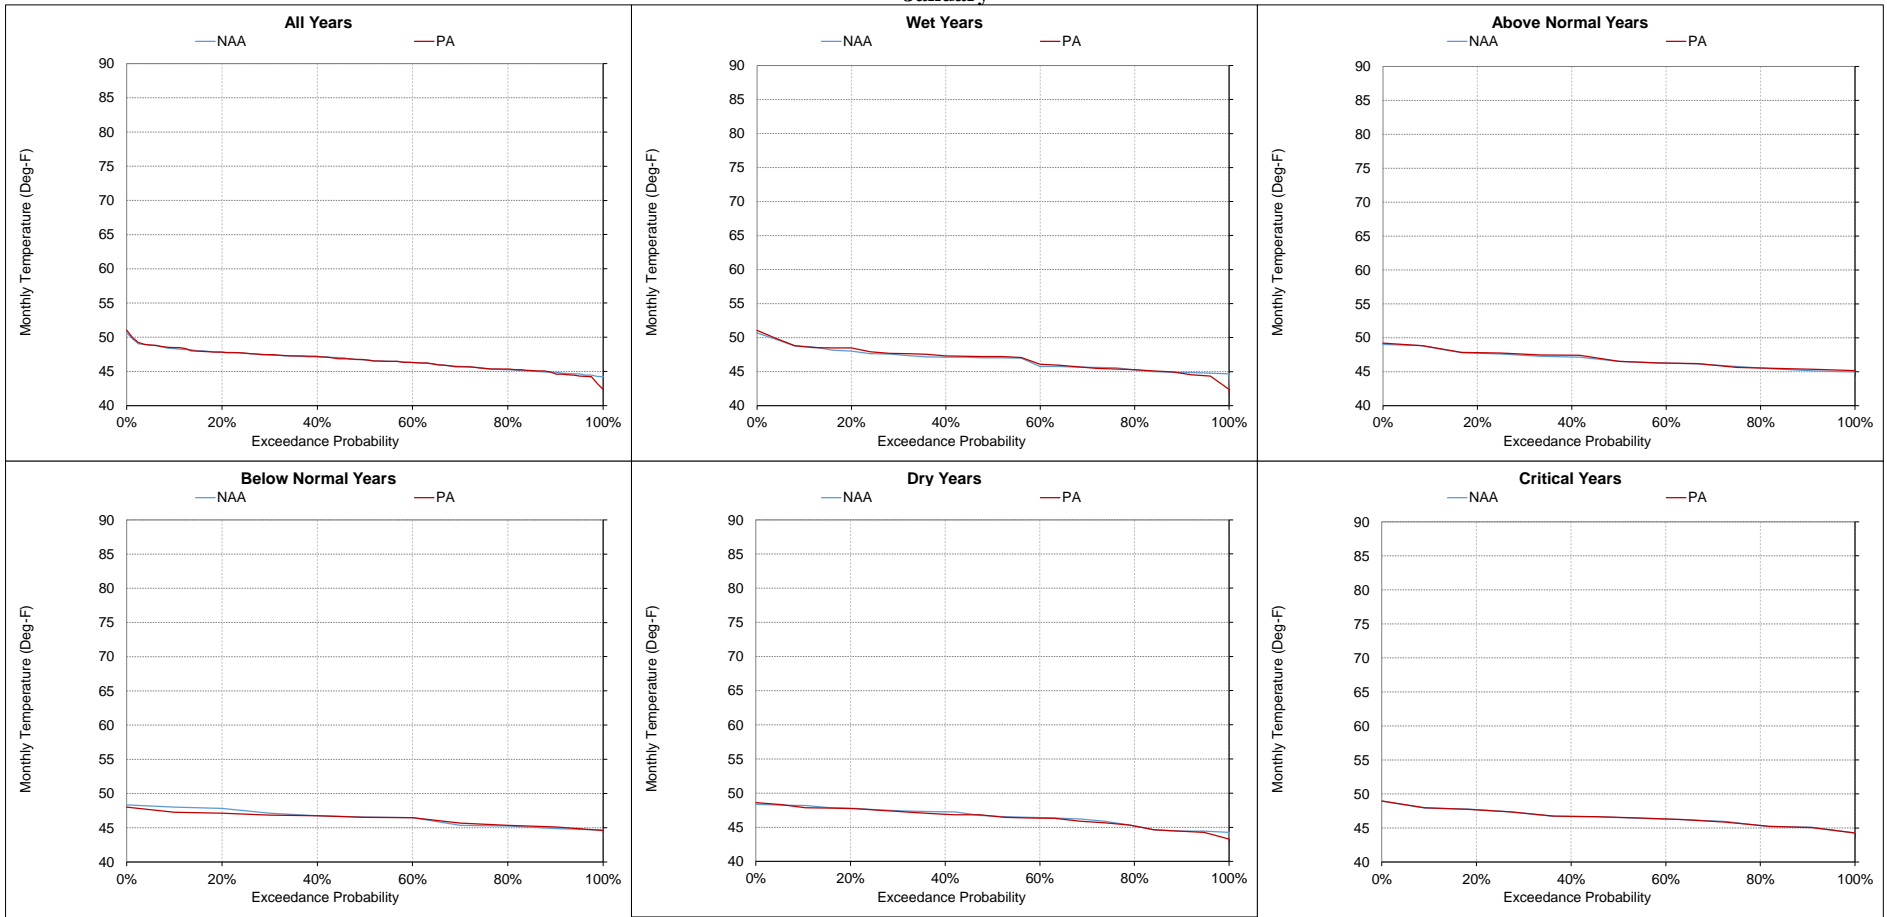 All Years
NAA PA
90
85
80
75
70
65
60
55
50
45
40
0% 20% 40% 60% 80% 100%
Exceedance Probability
Monthly Temperature (Deg-F)
Wet Years
NAA PA
90
85
80
75
70
65
60
55
50
45
40
0% 20% 40% 60% 80% 100%
Exceedance Probability
Monthly Temperature (Deg-F)
Above Normal Years
NAA PA
90
85
80
75
70
65
60
55
50
45
40
0% 20% 40% 60% 80% 100%
Exceedance Probability
Monthly Temperature (Deg-F)
Below Normal Years
NAA PA
90
85
80
75
70
65
60
55
50
45
40
0% 20% 40% 60% 80% 100%
Exceedance Probability
Monthly Temperature (Deg-F)
Dry Years
NAA PA
90
85
80
75
70
65
60
55
50
45
40
0% 20% 40% 60% 80% 100%
Exceedance Probability
Monthly Temperature (Deg-F)
Critical Years
NAA PA
90
85
80
75
70
65
60
55
50
45
40
0% 20% 40% 60% 80% 100%
Exceedance Probability
Monthly Temperature (Deg-F)